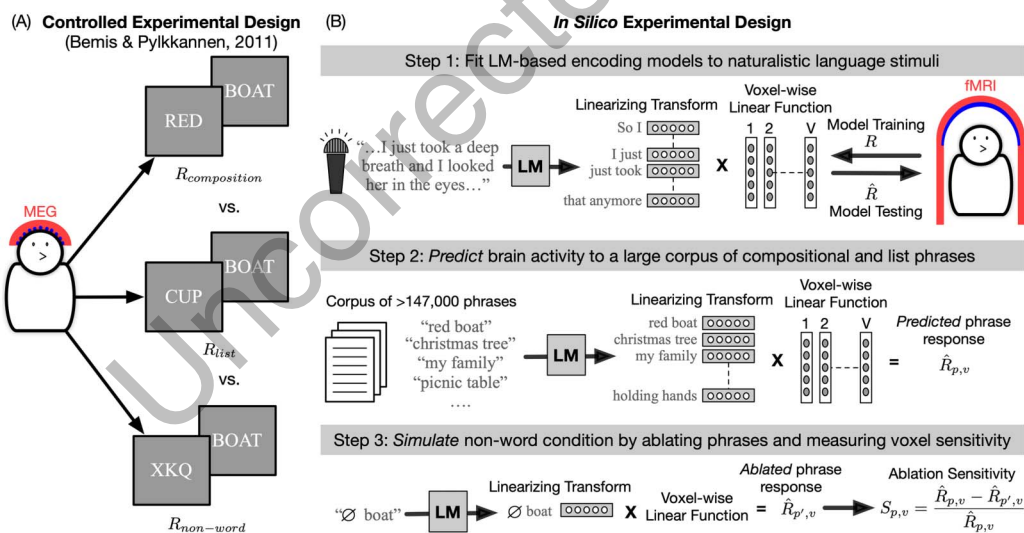 (A) Controlled Experimental Design
(Bemis & Pylkkannen, 2011)
BOAT
RED
R_composition
vs.
MEG
BOAT
CUP
R_list
vs.
BOAT
XKQ
R_non-word
(B) In Silico Experimental Design
Step 1: Fit LM-based encoding models to naturalistic language stimuli
fMRI
Linearizing Transform
Voxel-wise
Linear Function
“…I just took a deep
breath and I looked
her in the eyes…”
LM
So I
I just
just took
that anymore
X
1 2 V
Model Training
R
R̂
Model Testing
Step 2: Predict brain activity to a large corpus of compositional and list phrases
Corpus of >147,000 phrases
“red boat”
“christmas tree”
“my family”
“picnic table”
….
LM
Linearizing Transform
red boat
christmas tree
my family
holding hands
X
Voxel-wise
Linear Function
1 2 V
=
Predicted phrase
response
R̂_p,v
Step 3: Simulate non-word condition by ablating phrases and measuring voxel sensitivity
“∅ boat”
LM
Linearizing Transform
∅ boat
X
Voxel-wise
Linear Function
=
Ablated phrase
response
R̂_p′,v
Ablation Sensitivity
S_p,v = (R̂_p,v − R̂_p′,v) / R̂_p,v
Uncorrecte